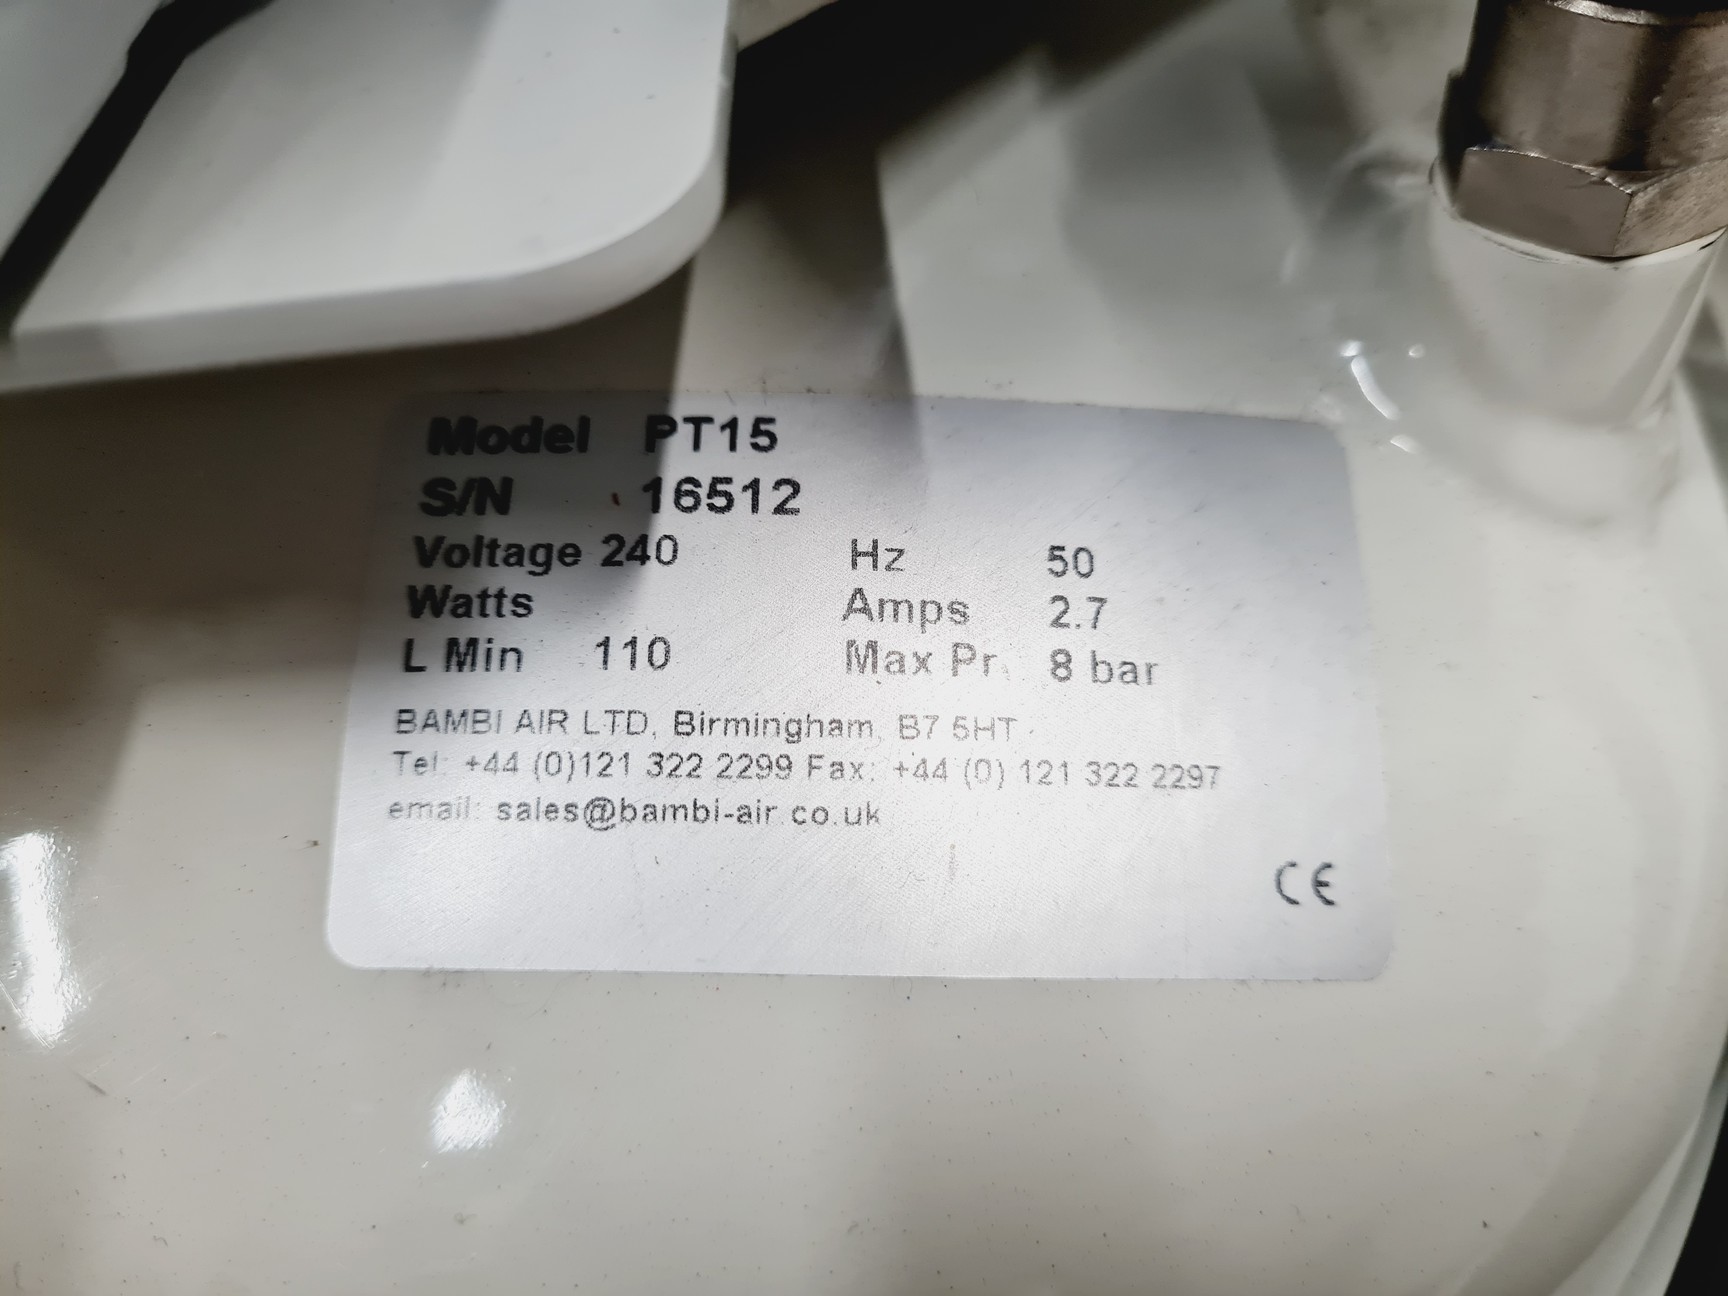 Model PT15
S/N 16512
Voltage 240 Hz 50
Watts Amps 2.7
L Min 110 Max Pr. 8 bar
BAMBI AIR LTD, Birmingham, B7 5HT
Tel: +44 (0)121 322 2299 Fax: +44 (0) 121 322 2297
email: sales@bambi-air.co.uk
CE